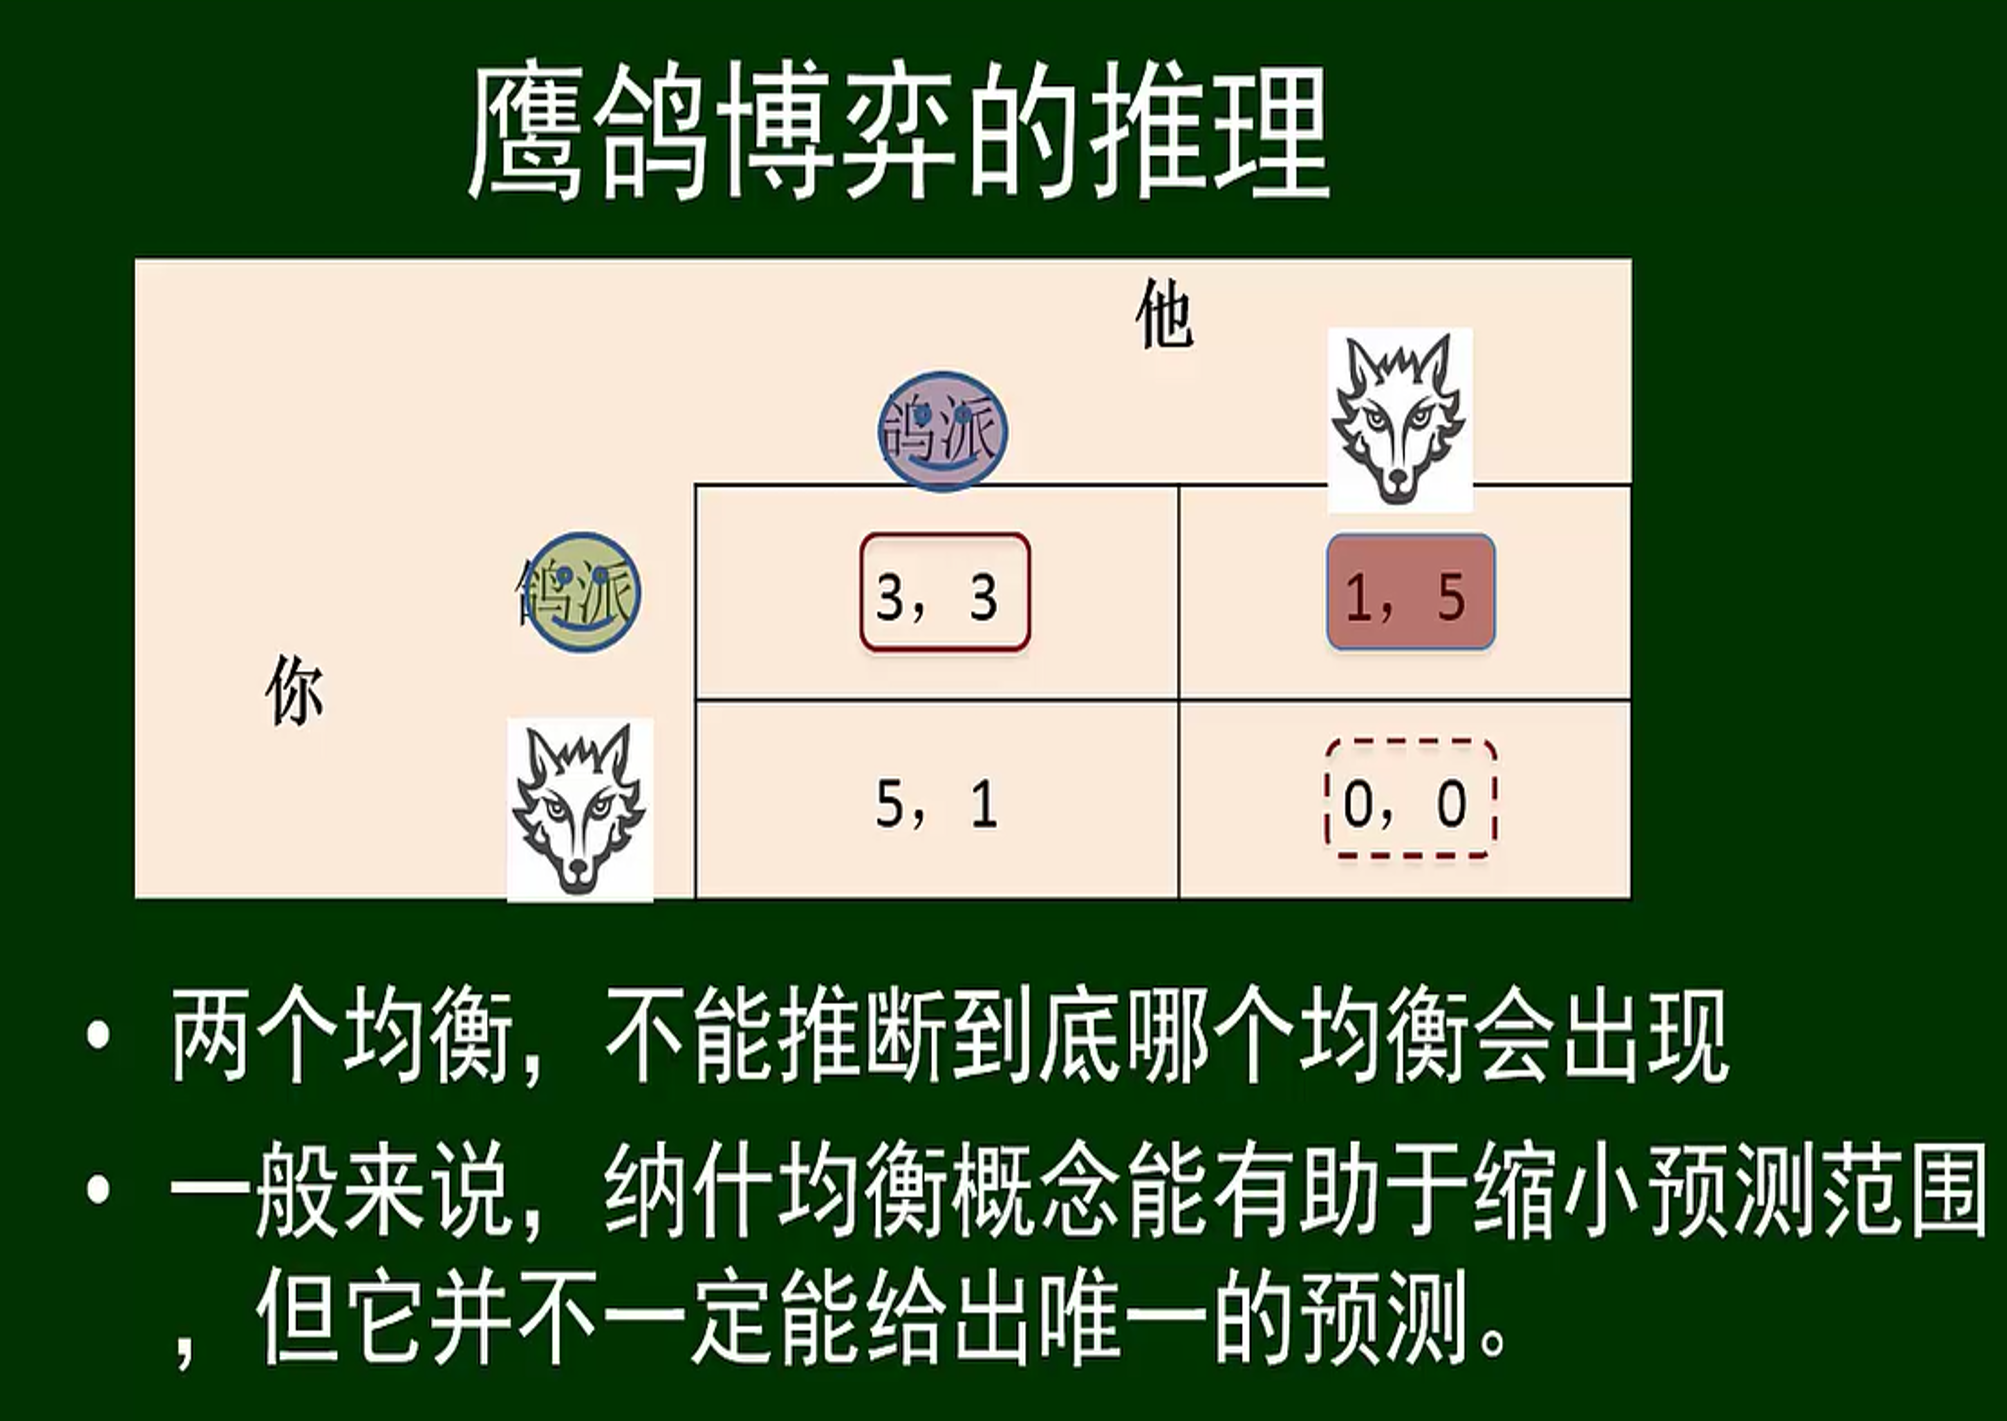 鹰鸽博弈的推理
他
鸽派
鸽派
3, 3
1, 5
你
5, 1
0, 0
• 两个均衡，不能推断到底哪个均衡会出现
• 一般来说，纳什均衡概念能有助于缩小预测范围
，但它并不一定能给出唯一的预测。